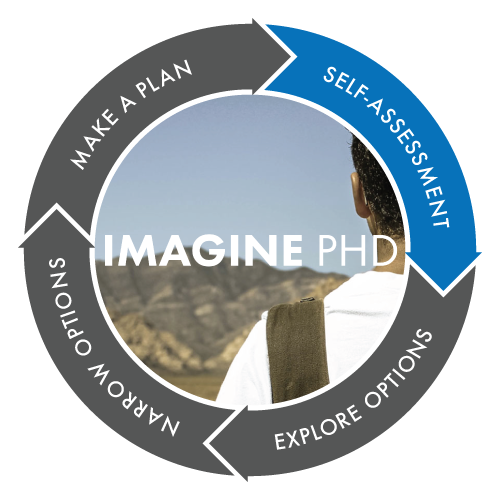 MAKE A PLAN
SELF-ASSESSMENT
IMAGINE PHD
NARROW OPTIONS
EXPLORE OPTIONS